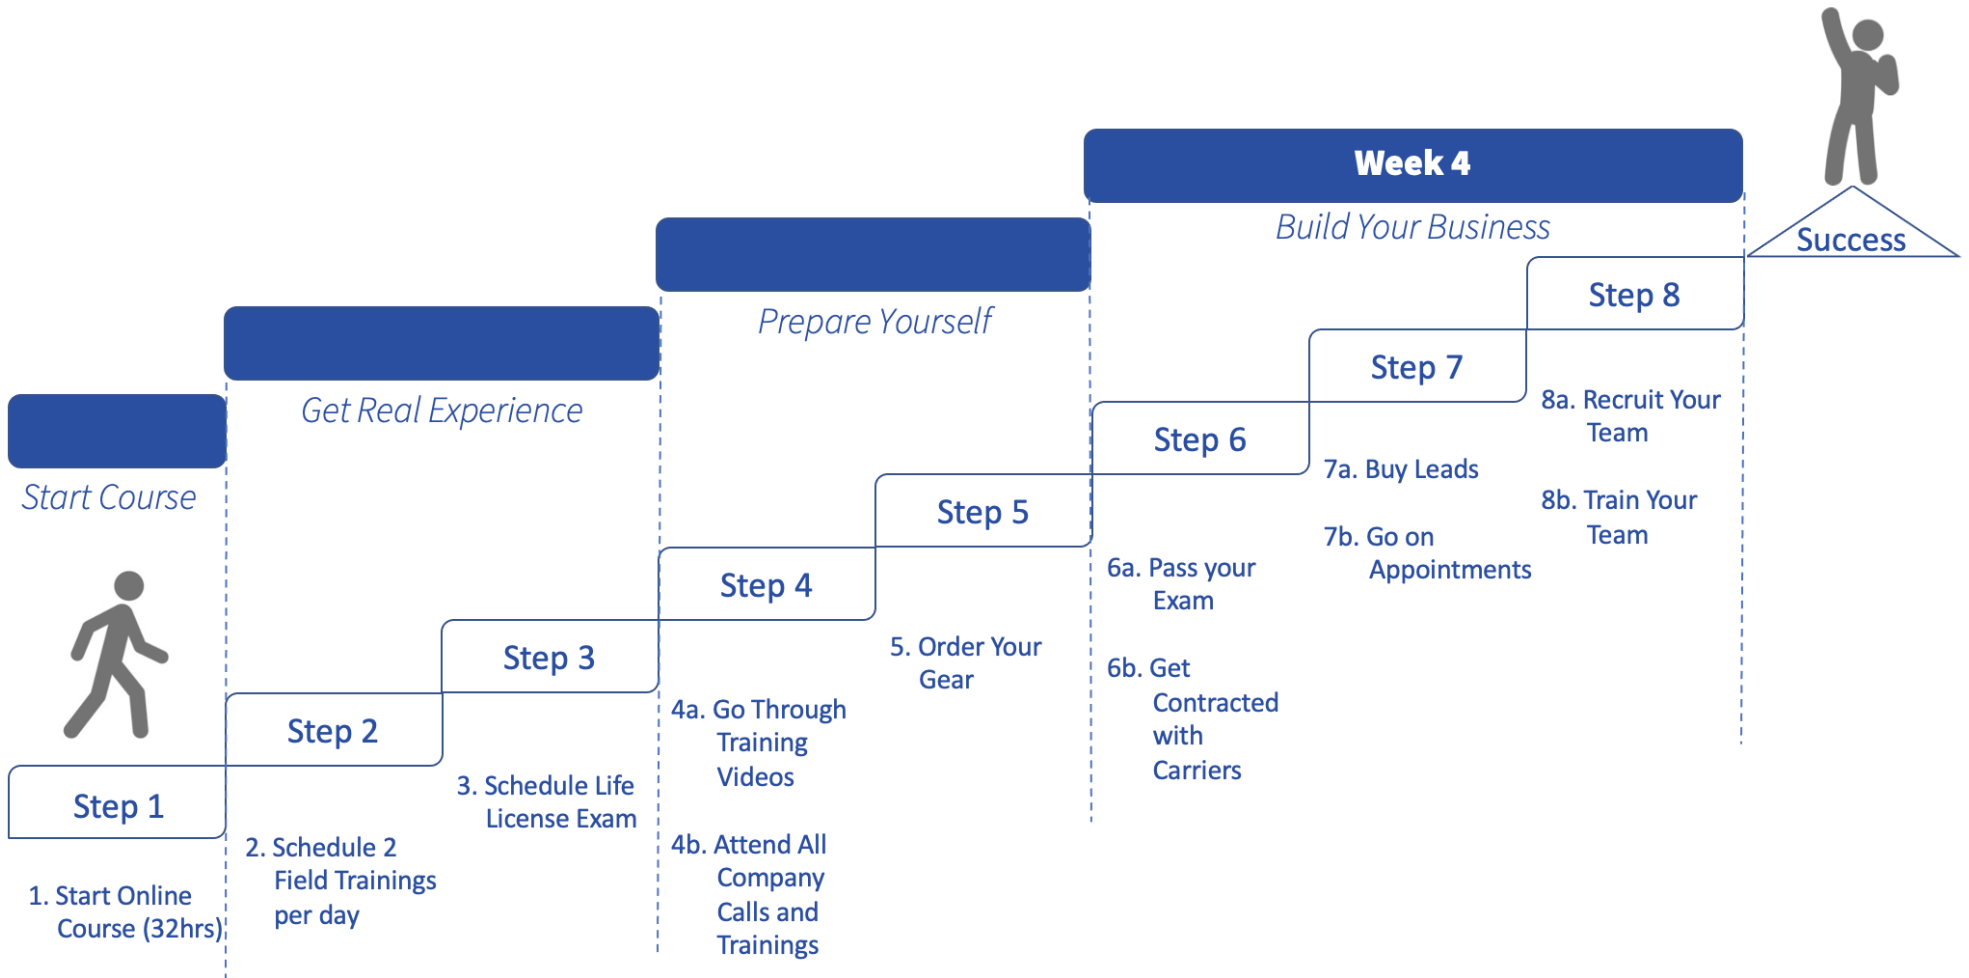 Week 4
Build Your Business
Success
Prepare Yourself
Get Real Experience
Start Course
Step 8
Step 7
Step 6
Step 5
Step 4
Step 3
Step 2
Step 1
1. Start Online
Course (32hrs)
2. Schedule 2
Field Trainings
per day
3. Schedule Life
License Exam
4a. Go Through
Training
Videos
4b. Attend All
Company
Calls and
Trainings
5. Order Your
Gear
6a. Pass your
Exam
6b. Get
Contracted
with
Carriers
7a. Buy Leads
7b. Go on
Appointments
8a. Recruit Your
Team
8b. Train Your
Team